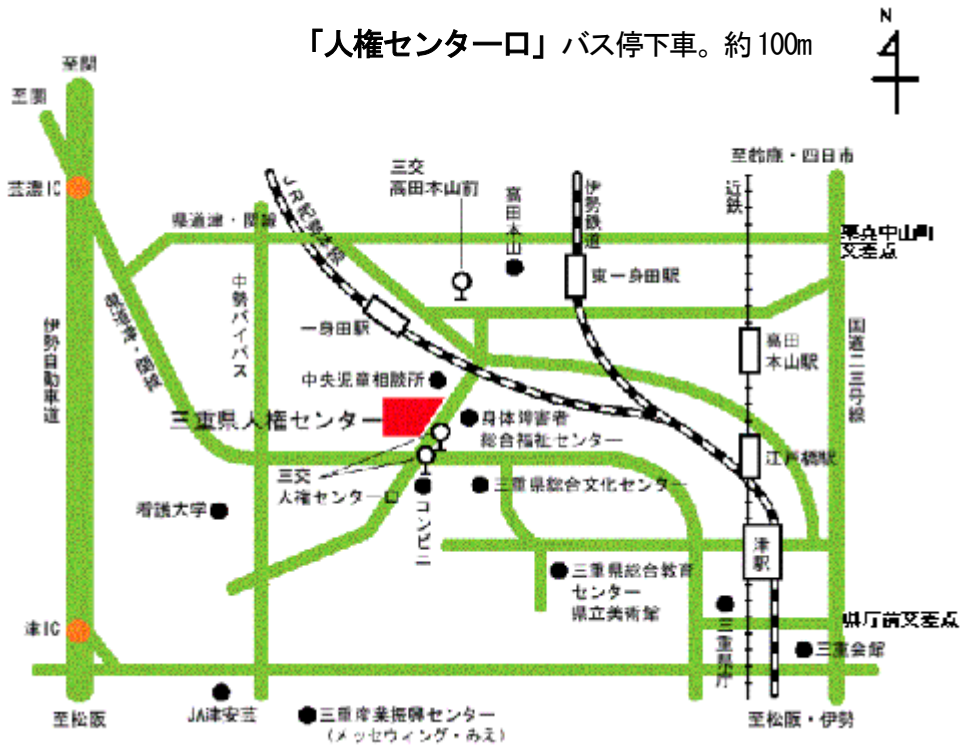 「人権センター口」バス停下車。約100m
N
至関
至関
芸濃IC
県道津・関線
JR紀勢本線
三交
高田本山前
高田本山
伊勢鉄道
東一身田駅
近鉄
至鈴鹿・四日市
栗真中山町
交差点
伊勢自動車道
中勢バイパス
一身田駅
高田
本山駅
国道二三号線
中央児童相談所
三重県人権センター
身体障害者
総合福祉センター
江戸橋駅
三交
人権センター口
コンビニ
三重県総合文化センター
看護大学
津駅
三重県総合教育
センター
県立美術館
津IC
三重県庁
県庁前交差点
三重会館
至松阪
JA津安芸
三重産業振興センター
（メッセウィング・みえ）
至松阪・伊勢